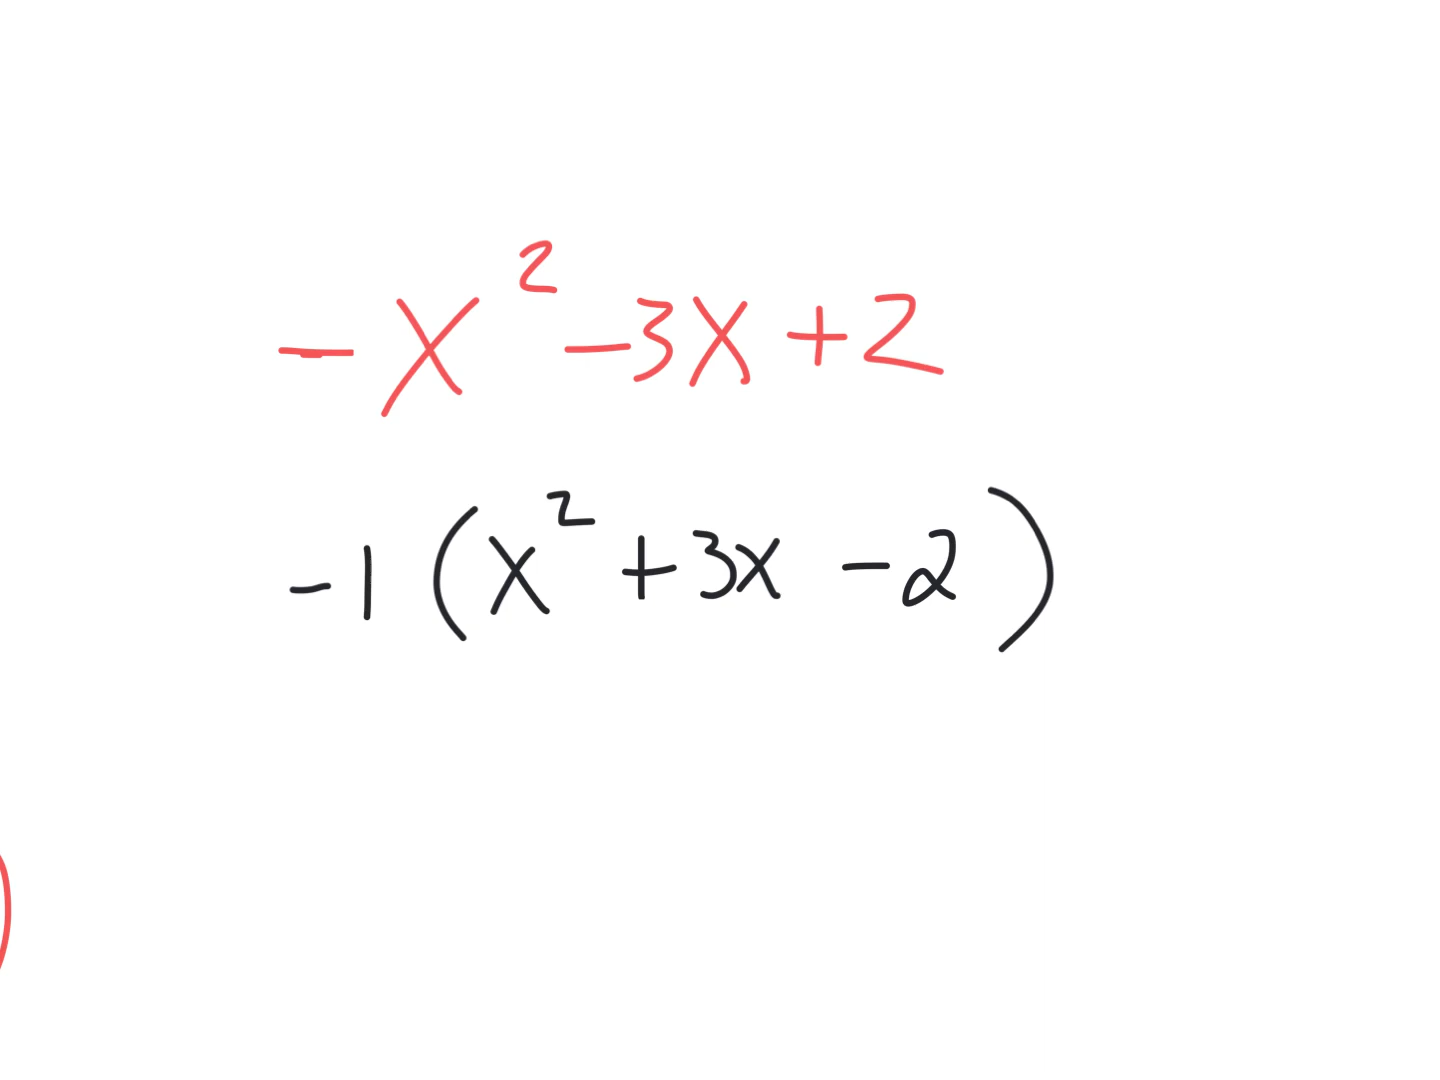 -x² -3x +2
-1 (x² +3x -2)